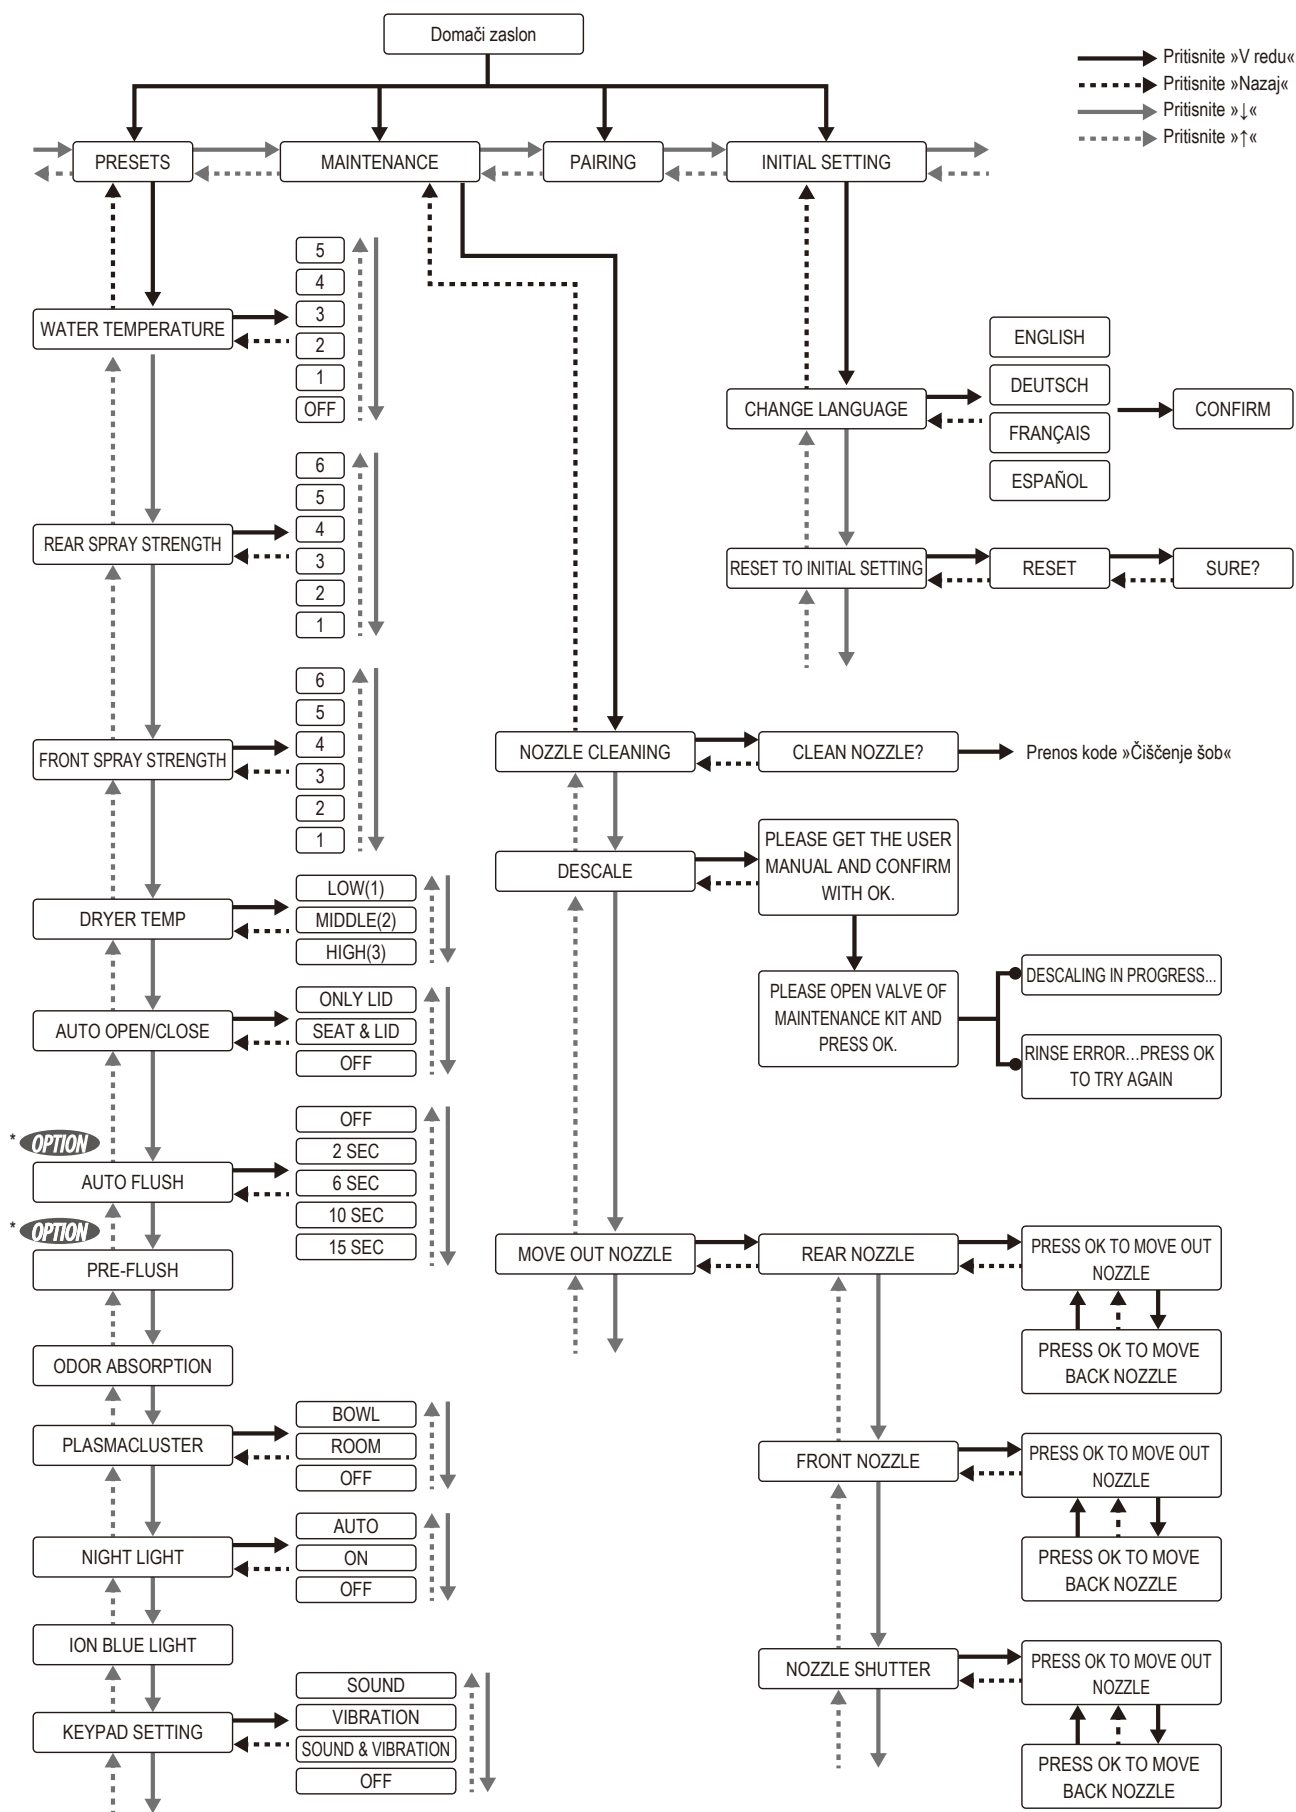 Domači zaslon
Pritisnite »V redu«
Pritisnite »Nazaj«
Pritisnite »↓«
Pritisnite »↑«
PRESETS
MAINTENANCE
PAIRING
INITIAL SETTING
WATER TEMPERATURE
5
4
3
2
1
OFF
REAR SPRAY STRENGTH
6
5
4
3
2
1
FRONT SPRAY STRENGTH
6
5
4
3
2
1
DRYER TEMP
LOW(1)
MIDDLE(2)
HIGH(3)
AUTO OPEN/CLOSE
ONLY LID
SEAT & LID
OFF
* OPTION
AUTO FLUSH
OFF
2 SEC
6 SEC
10 SEC
15 SEC
* OPTION
PRE-FLUSH
ODOR ABSORPTION
PLASMACLUSTER
BOWL
ROOM
OFF
NIGHT LIGHT
AUTO
ON
OFF
ION BLUE LIGHT
KEYPAD SETTING
SOUND
VIBRATION
SOUND & VIBRATION
OFF
NOZZLE CLEANING
CLEAN NOZZLE?
Prenos kode »Čiščenje šob«
DESCALE
PLEASE GET THE USER
MANUAL AND CONFIRM
WITH OK.
PLEASE OPEN VALVE OF
MAINTENANCE KIT AND
PRESS OK.
DESCALING IN PROGRESS...
RINSE ERROR...PRESS OK
TO TRY AGAIN
MOVE OUT NOZZLE
REAR NOZZLE
PRESS OK TO MOVE OUT
NOZZLE
PRESS OK TO MOVE
BACK NOZZLE
FRONT NOZZLE
PRESS OK TO MOVE OUT
NOZZLE
PRESS OK TO MOVE
BACK NOZZLE
NOZZLE SHUTTER
PRESS OK TO MOVE OUT
NOZZLE
PRESS OK TO MOVE
BACK NOZZLE
CHANGE LANGUAGE
ENGLISH
DEUTSCH
FRANÇAIS
ESPAÑOL
CONFIRM
RESET TO INITIAL SETTING
RESET
SURE?